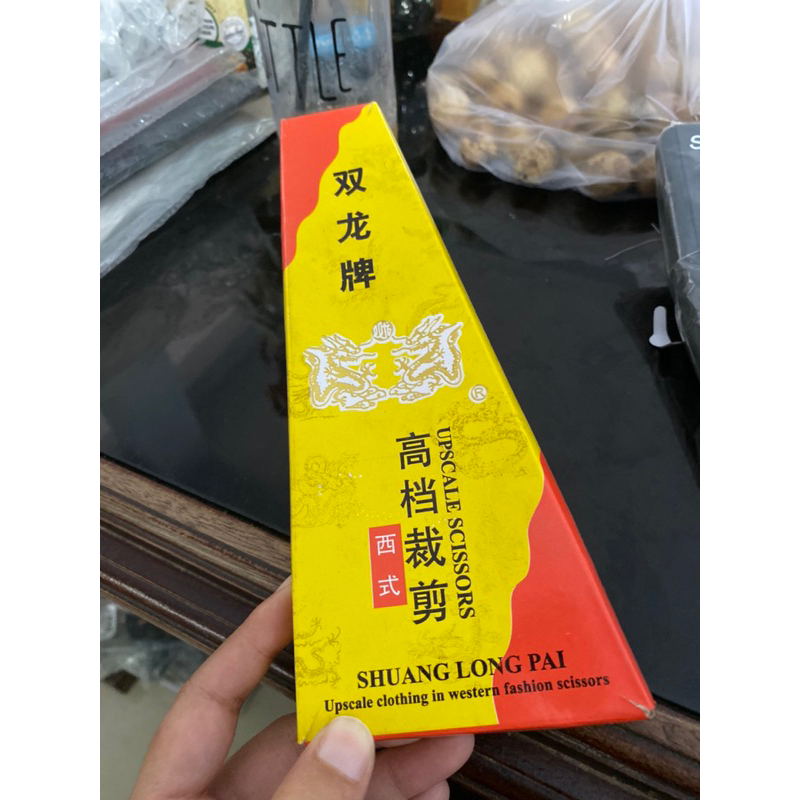 TTLE
S
双龙牌
®
高档裁剪
UPSCALE SCISSORS
西式
SHUANG LONG PAI
Upscale clothing in western fashion scissors